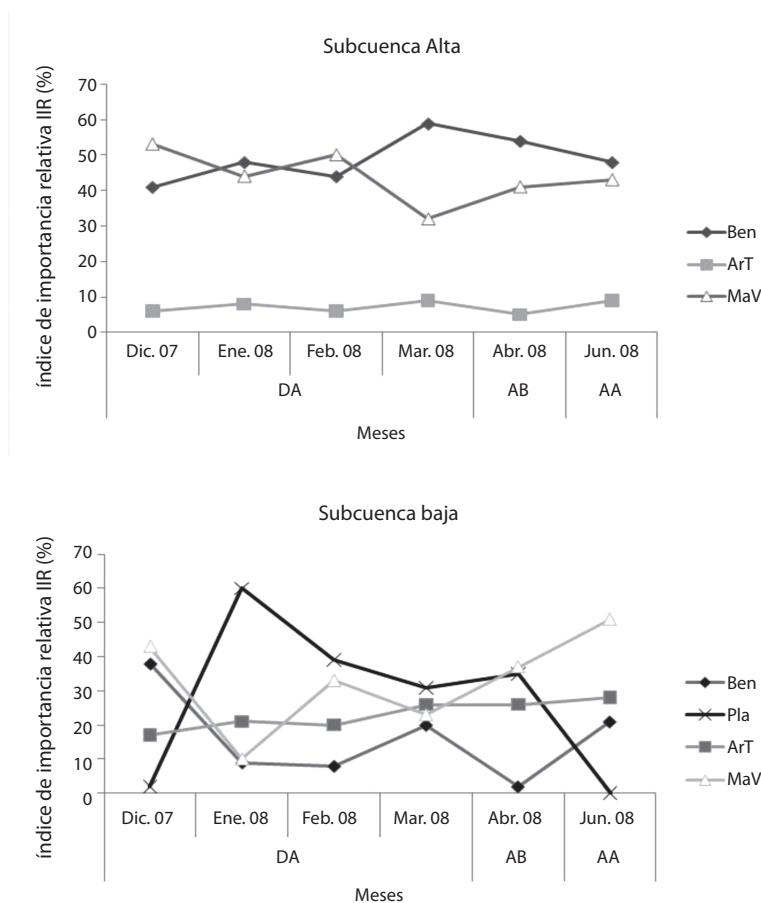 Subcuenca Alta
índice de importancia relativa IIR (%)
70
60
50
40
30
20
10
0
Ben
ArT
MaV
Dic. 07 Ene. 08 Feb. 08 Mar. 08 Abr. 08 Jun. 08
DA AB AA
Meses
Subcuenca baja
índice de importancia relativa IIR (%)
70
60
50
40
30
20
10
0
Ben
Pla
ArT
MaV
Dic. 07 Ene. 08 Feb. 08 Mar. 08 Abr. 08 Jun. 08
DA AB AA
Meses